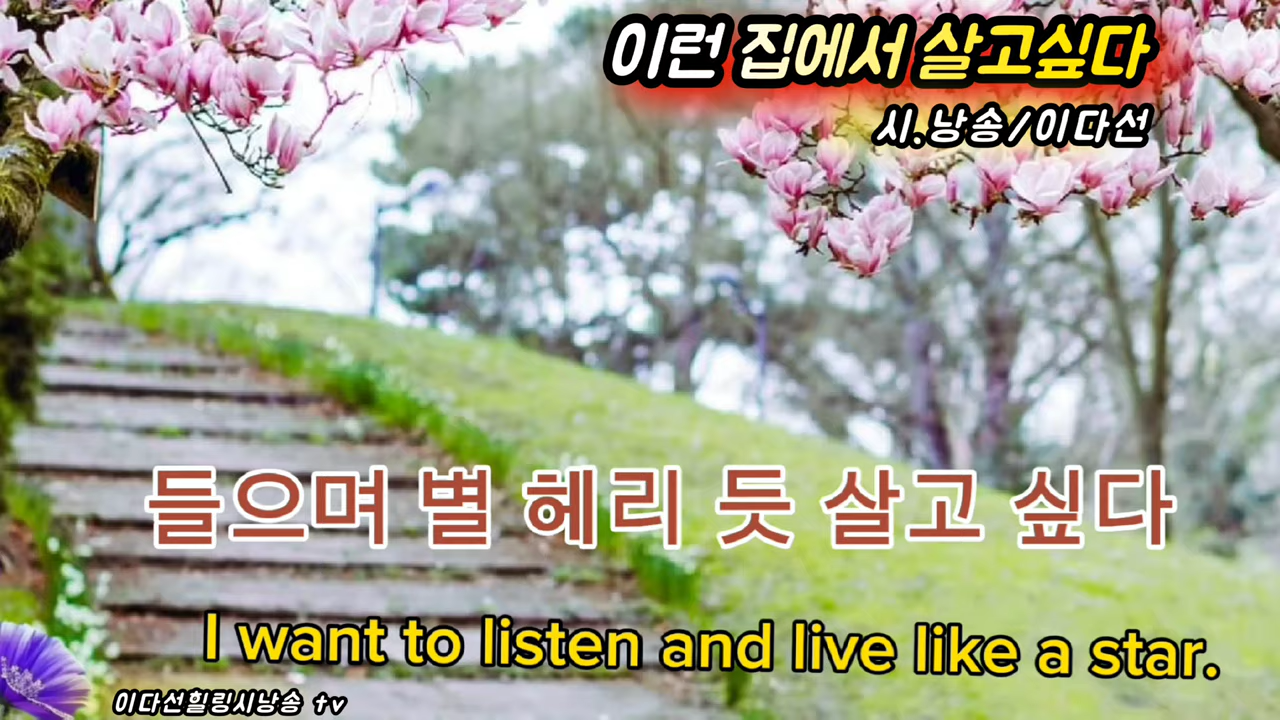 이런 집에서 살고싶다
시.낭송/이다선
들으며 별 헤리 듯 살고 싶다
I want to listen and live like a star.
이다선힐링시낭송 tv